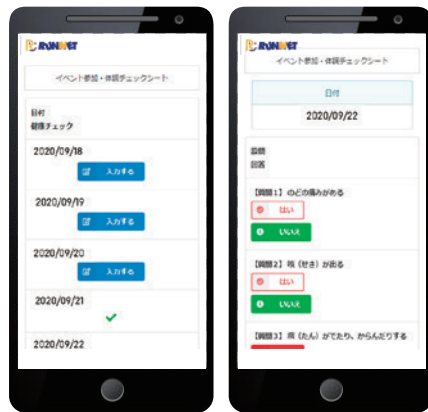 RUNNET
イベント参加・体調チェックシート
日付
健康チェック
2020/09/18
入力する
2020/09/19
入力する
2020/09/20
入力する
2020/09/21
2020/09/22
RUNNET
イベント参加・体調チェックシート
日付
2020/09/22
質問
回答
【質問1】のどの痛みがある
はい
いいえ
【質問2】咳(せき)が出る
はい
いいえ
【質問3】痰(たん)がでたり、からんだりする